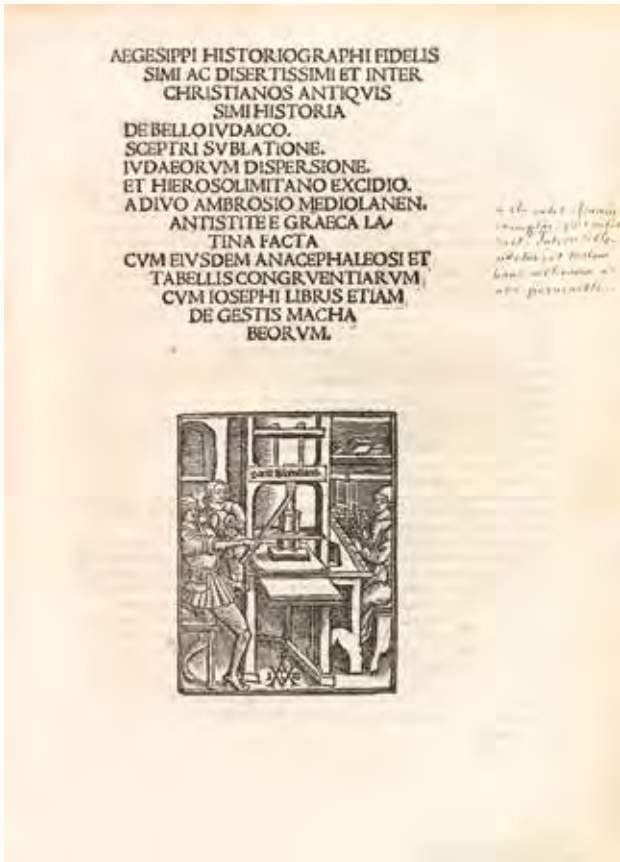 AEGESIPPI HISTORIOGRAPHI FIDELIS
SIMI AC DISERTISSIMI ET INTER
CHRISTIANOS ANTIQVIS
SIMI HISTORIA
DE BELLO IVDAICO.
SCEPTRI SVBLATIONE.
IVDAEORVM DISPERSIONE.
ET HIEROSOLIMITANO EXCIDIO.
A DIVO AMBROSIO MEDIOLANEN.
ANTISTITE E GRAECA LA/
TINA FACTA
CVM EIVSDEM ANACEPHALEOSI ET
TABELLIS CONGRVENTIARVM
CVM IOSEPHI LIBRIS ETIAM
DE GESTIS MACHA
BEORVM.